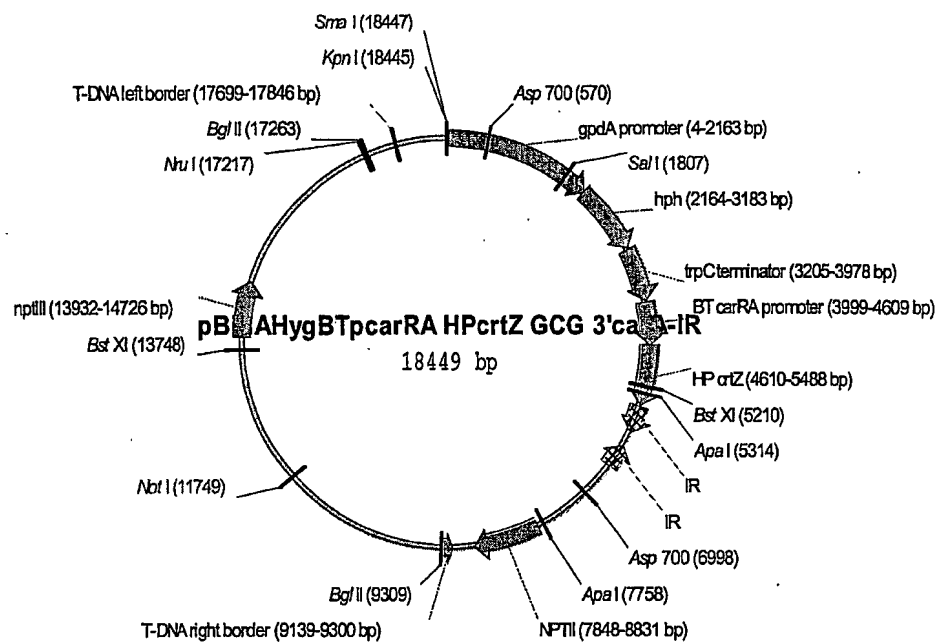 Sma I (18447)
Kpn I (18445)
T-DNA left border (17699-17846 bp)
Asp 700 (570)
gpdA promoter (4-2163 bp)
Bgl II (17263)
Sal I (1807)
Nru I (17217)
hph (2164-3183 bp)
trpC terminator (3205-3978 bp)
nptIII (13932-14726 bp)
BT carRA promoter (3999-4609 bp)
AHygBTpcarRA HPcrtZ GCG
Bst XI (13748)
18449 bp
HP crtZ (4610-5488 bp)
Bst XI (5210)
Apa I (5314)
Not I (11749)
IR
IR
Asp 700 (6998)
Bgl II (9309)
Apa I (7758)
T-DNA right border (9139-9300 bp)
NPTII (7848-8831 bp)